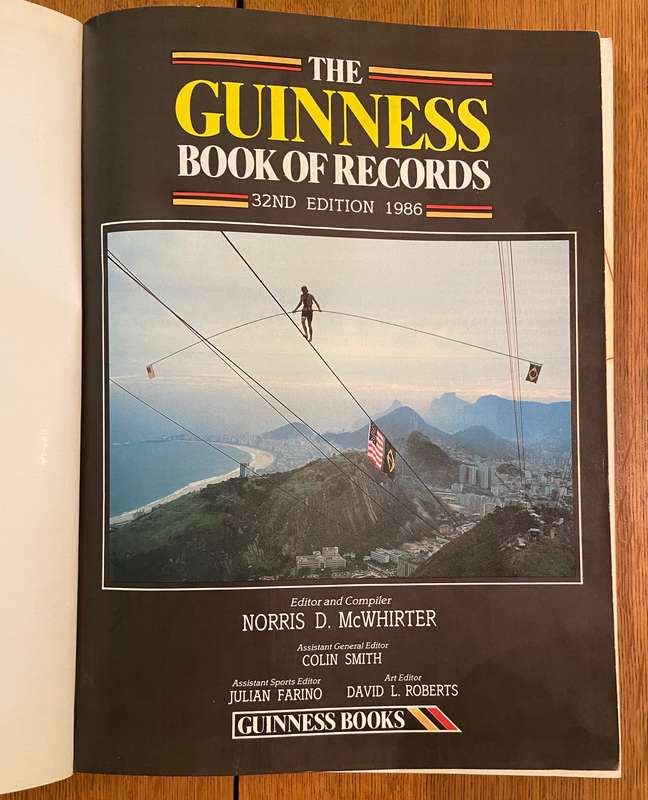 THE
GUINNESS
BOOK OF RECORDS
32ND EDITION 1986
Editor and Compiler
NORRIS D. McWHIRTER
Assistant General Editor
COLIN SMITH
Assistant Sports Editor
JULIAN FARINO
Art Editor
DAVID L. ROBERTS
GUINNESS BOOKS